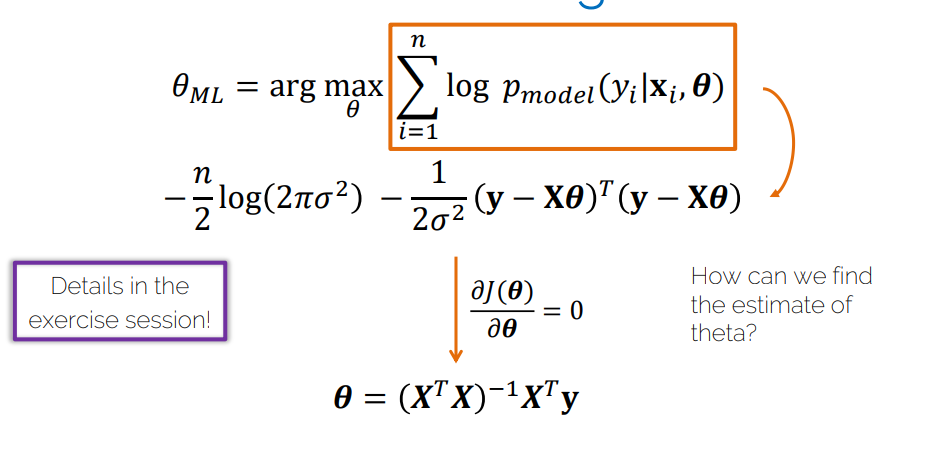 θ_ML = arg max_θ ∑_{i=1}^{n} log p_model(y_i|𝐱_i, 𝜽)
−n/2 log(2πσ²) − 1/(2σ²) (𝐲 − 𝐗𝜽)^T (𝐲 − 𝐗𝜽)
Details in the
exercise session!
∂J(𝜽)/∂𝜽 = 0
How can we find
the estimate of
theta?
𝜽 = (𝑿^T 𝑿)^{−1} 𝑿^T 𝐲